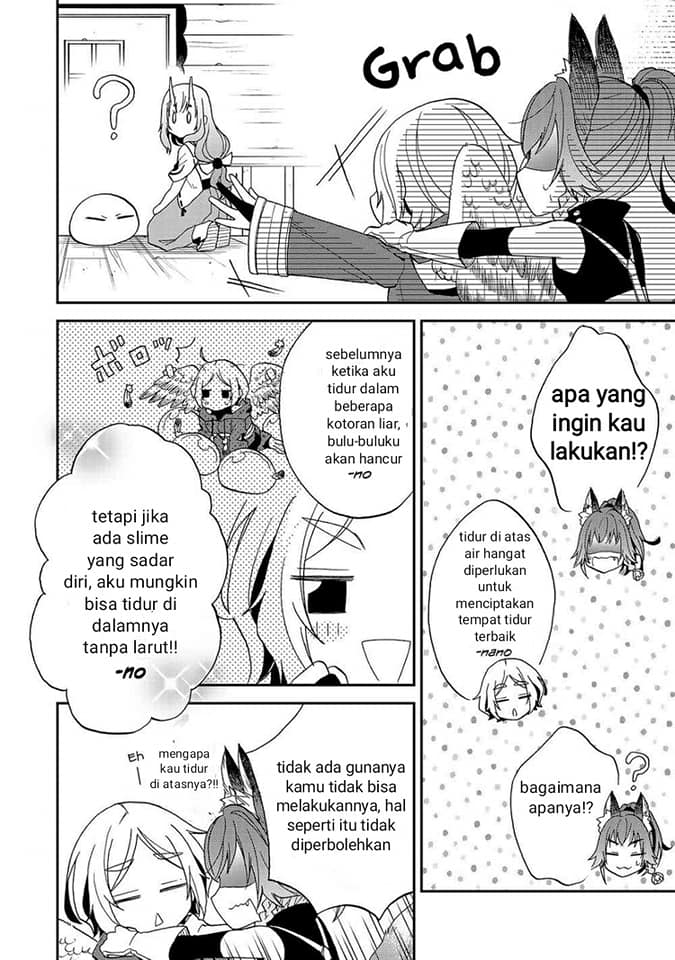 Grab
?
apa yang
ingin kau
lakukan!?
tidur di atas
air hangat
diperlukan
untuk
menciptakan
tempat tidur
terbaik
-nano
?
bagaimana
apanya!?
sebelumnya
ketika aku
tidur dalam
beberapa
kotoran liar,
bulu-buluku
akan hancur
-no
ボロッ
tetapi jika
ada slime
yang sadar
diri, aku mungkin
bisa tidur di
dalamnya
tanpa larut!!
-no
tidak ada gunanya
kamu tidak bisa
melakukannya, hal
seperti itu tidak
diperbolehkan
Eh
mengapa
kau tidur
di atasnya?!!